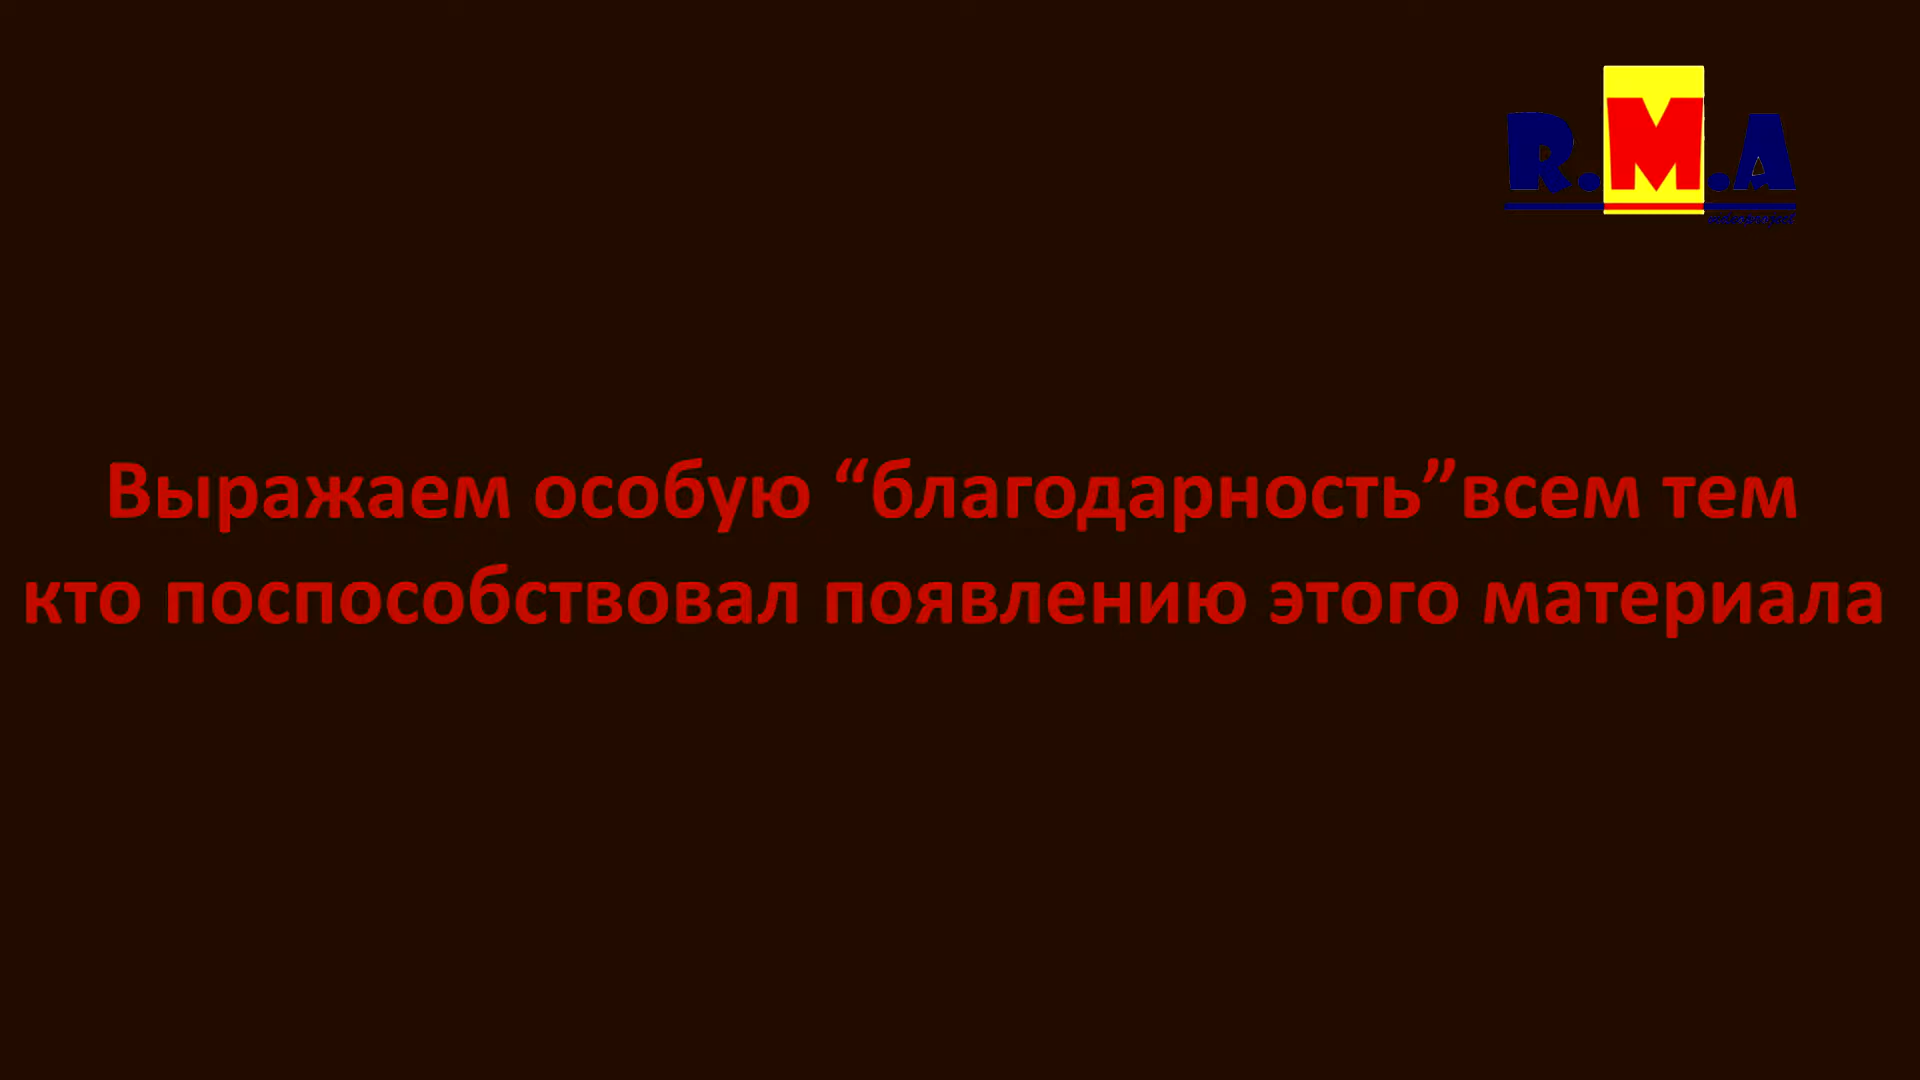 R.M.A
Выражаем особую “благодарность”всем тем
кто поспособствовал появлению этого материала